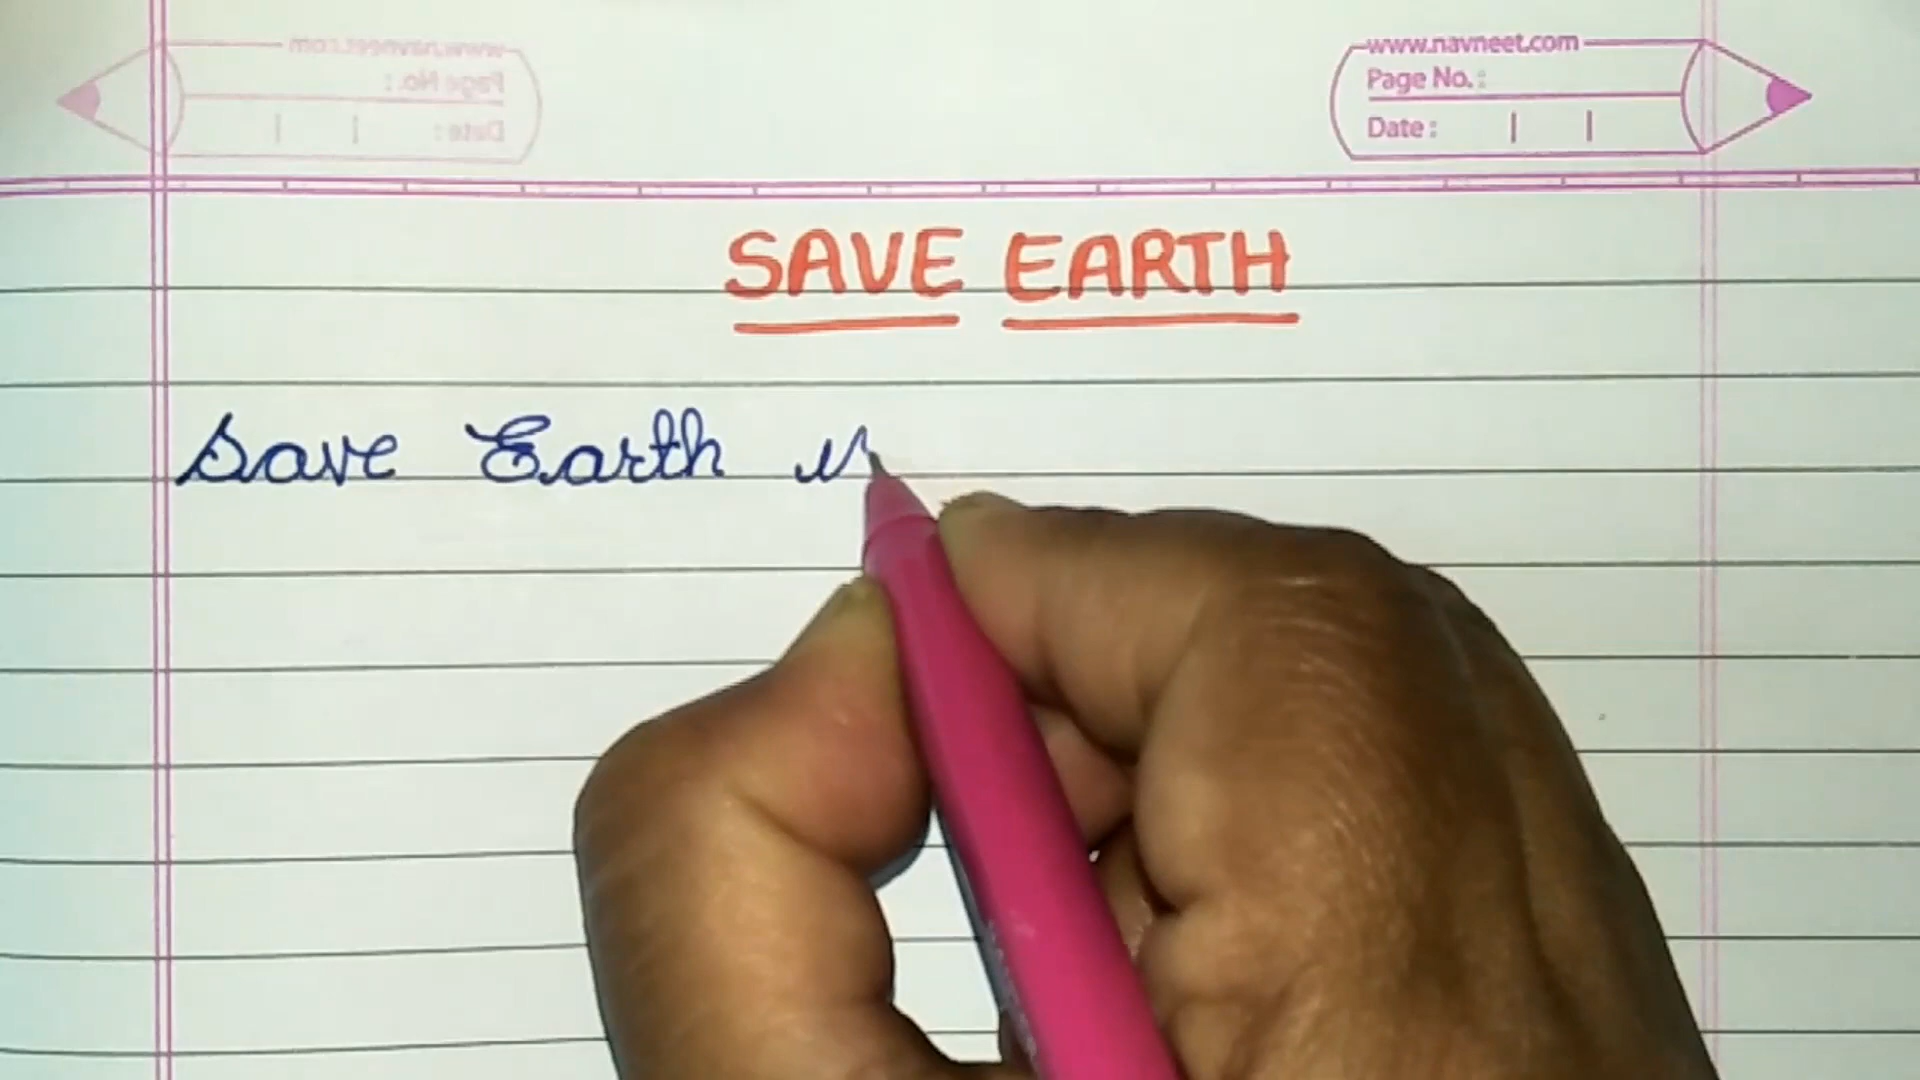 www.navneet.com
Page No. :
Date :
SAVE EARTH
Save Earth